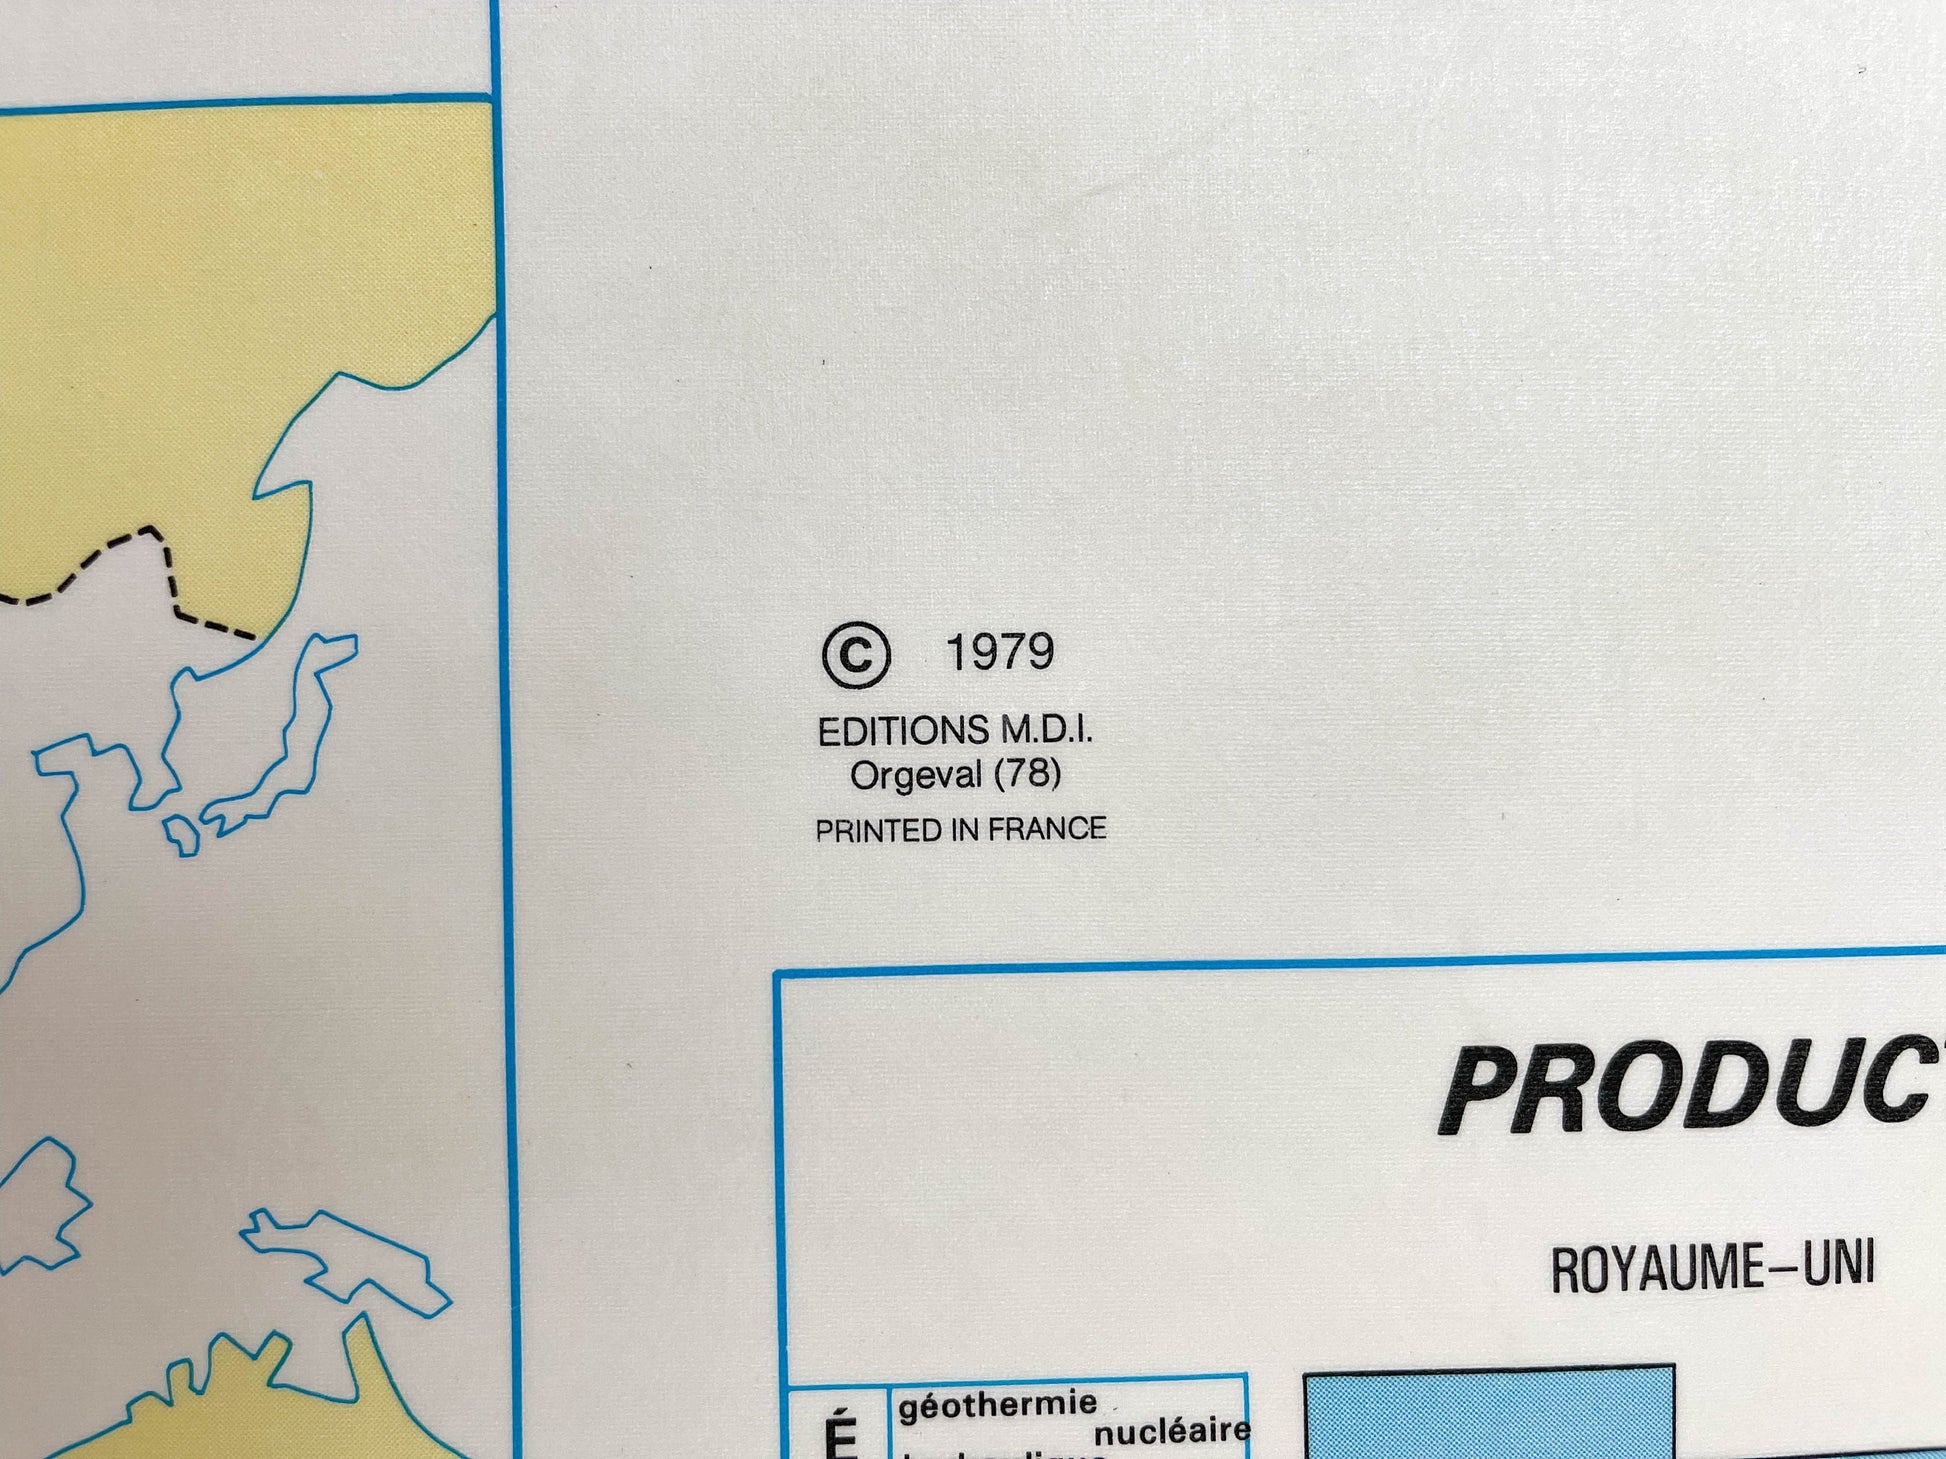 © 1979
EDITIONS M.D.I.
Orgeval (78)
PRINTED IN FRANCE
PRODUC
ROYAUME–UNI
É
géothermie
nucléaire